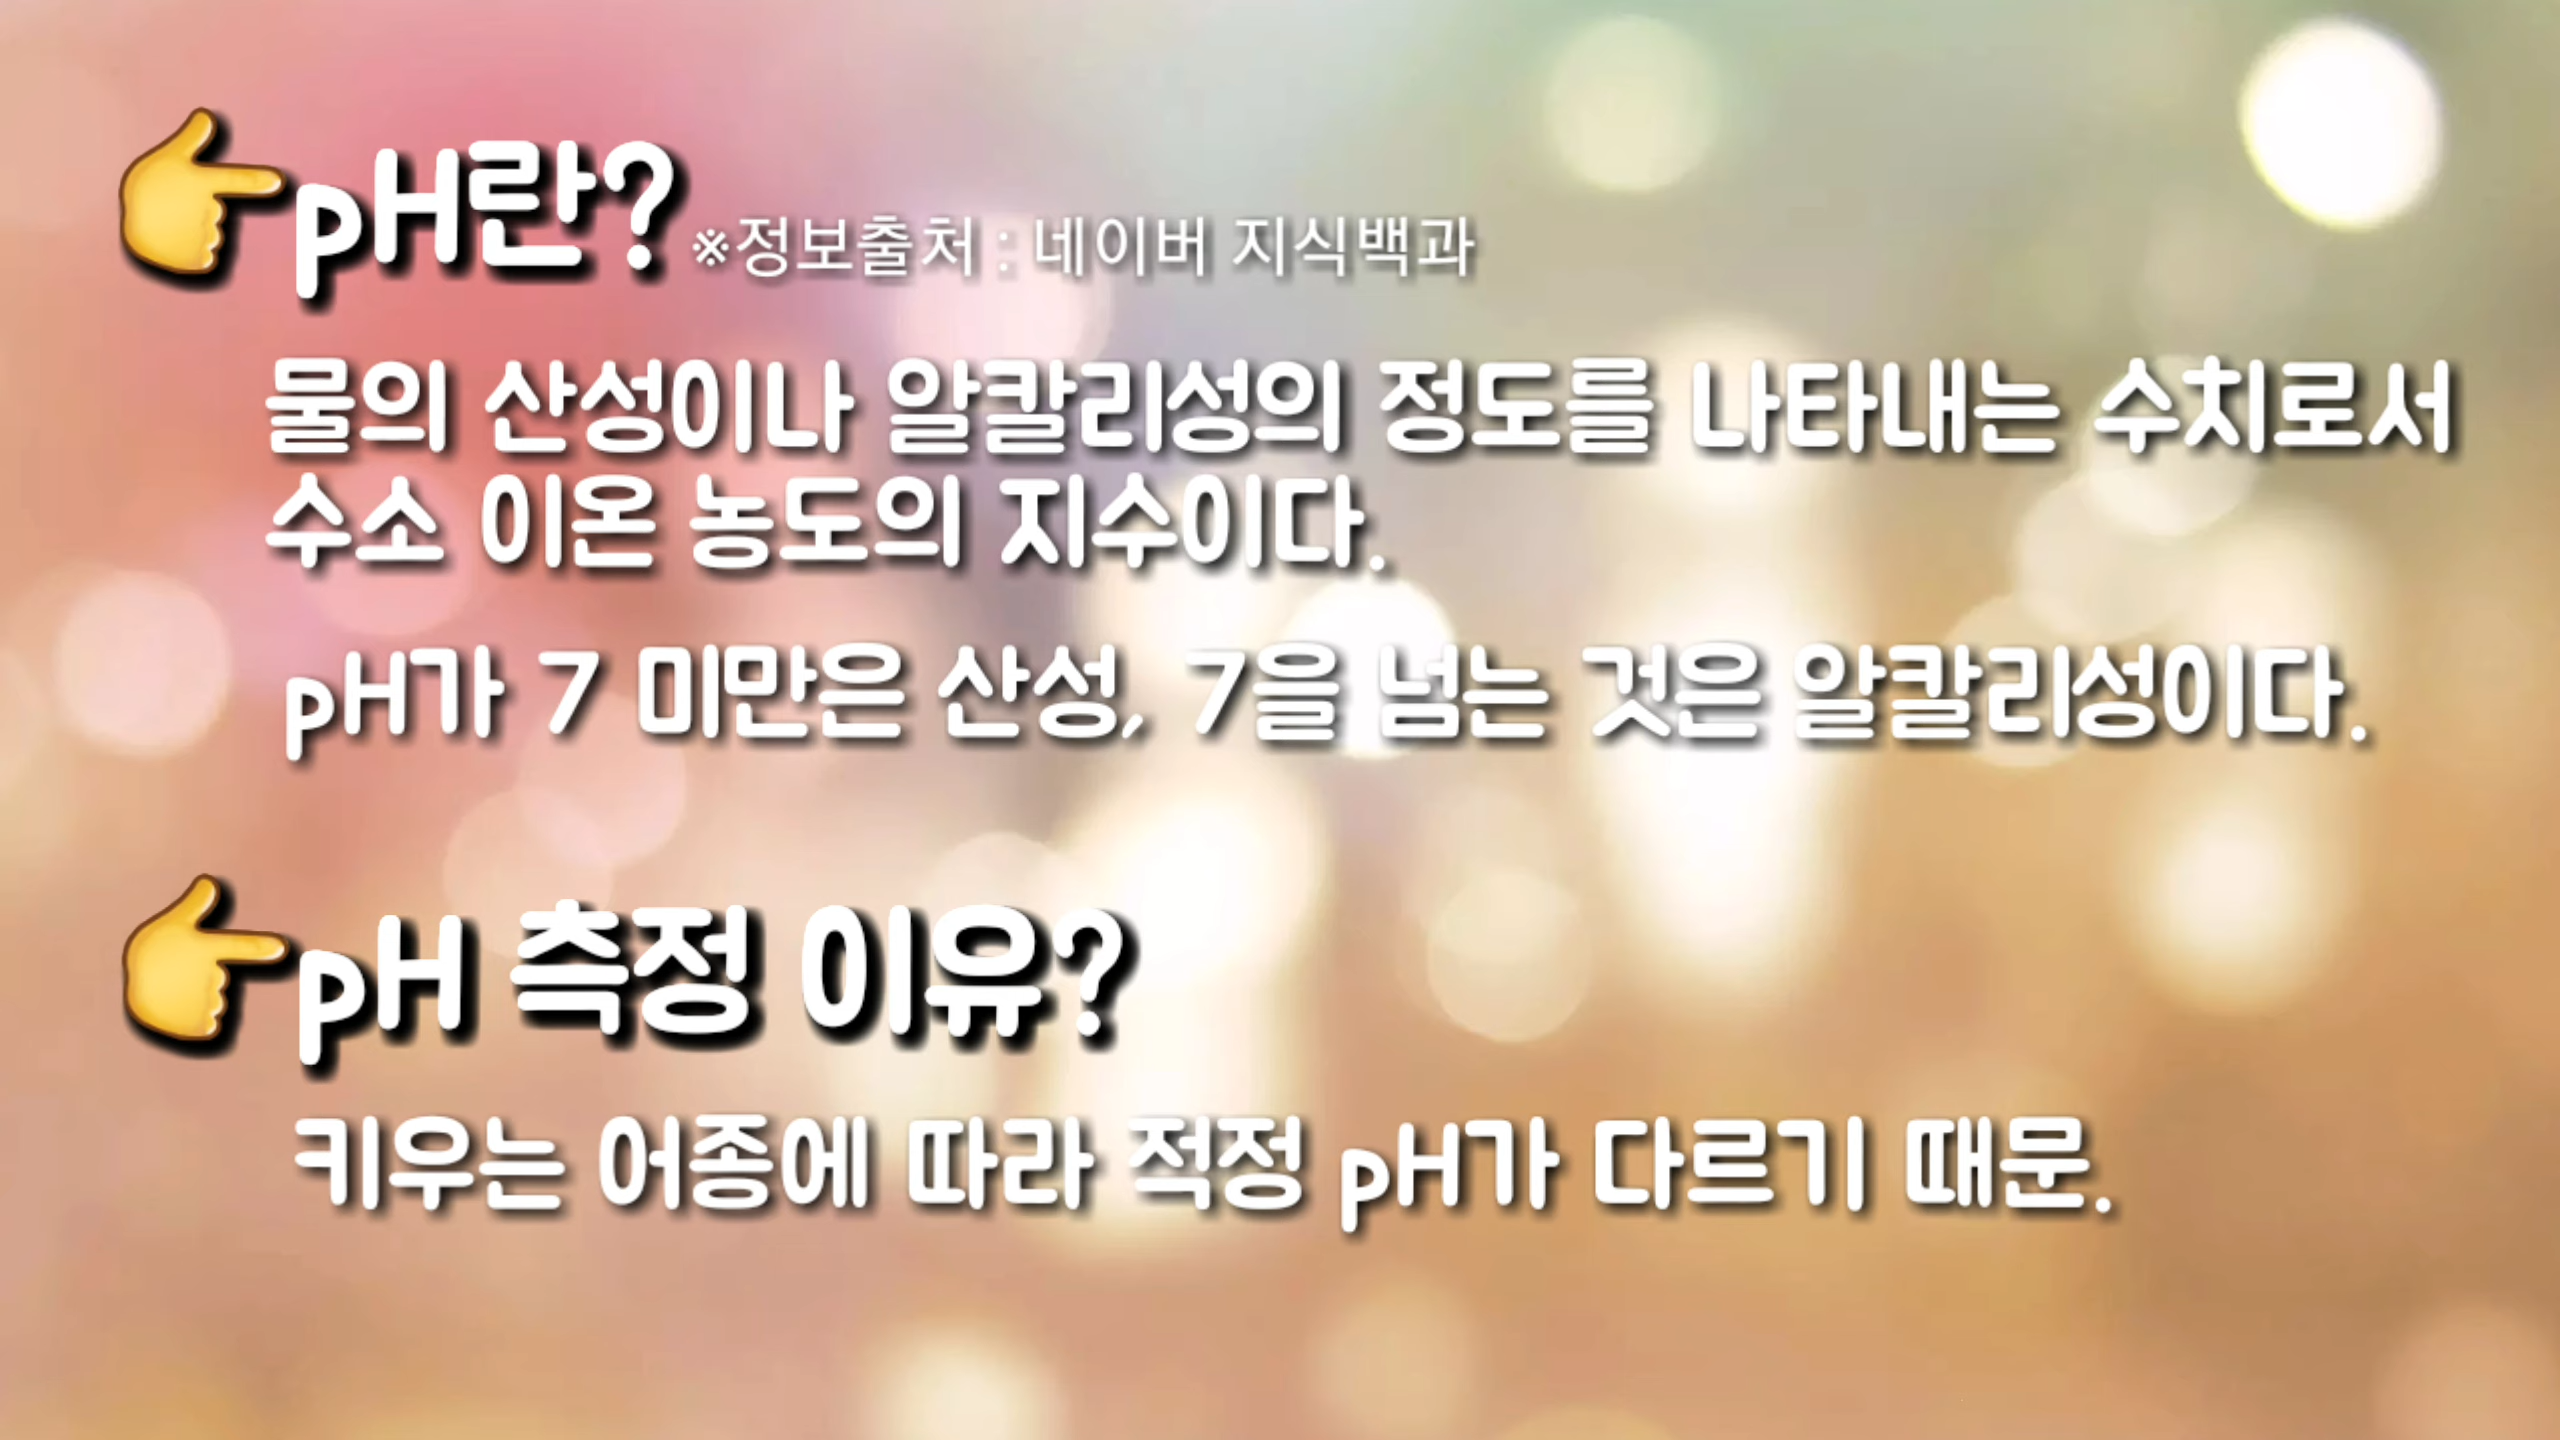 👉pH란? ※정보출처 : 네이버 지식백과
물의 산성이나 알칼리성의 정도를 나타내는 수치로서
수소 이온 농도의 지수이다.
pH가 7 미만은 산성, 7을 넘는 것은 알칼리성이다.
👉pH 측정 이유?
키우는 어종에 따라 적정 pH가 다르기 때문.